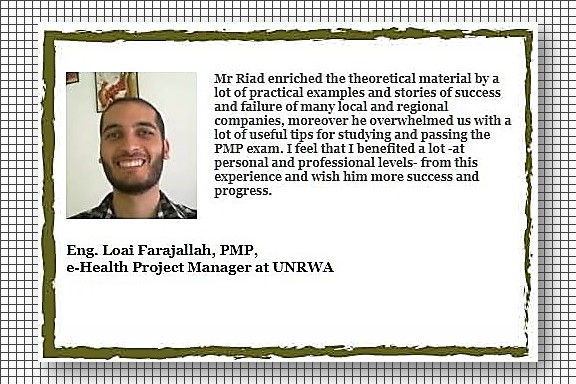 Mr Riad enriched the theoretical material by a
lot of practical examples and stories of success
and failure of many local and regional
companies, moreover he overwhelmed us with a
lot of useful tips for studying and passing the
PMP exam. I feel that I benefited a lot -at
personal and professional levels- from this
experience and wish him more success and
progress.
Eng. Loai Farajallah, PMP,
e-Health Project Manager at UNRWA